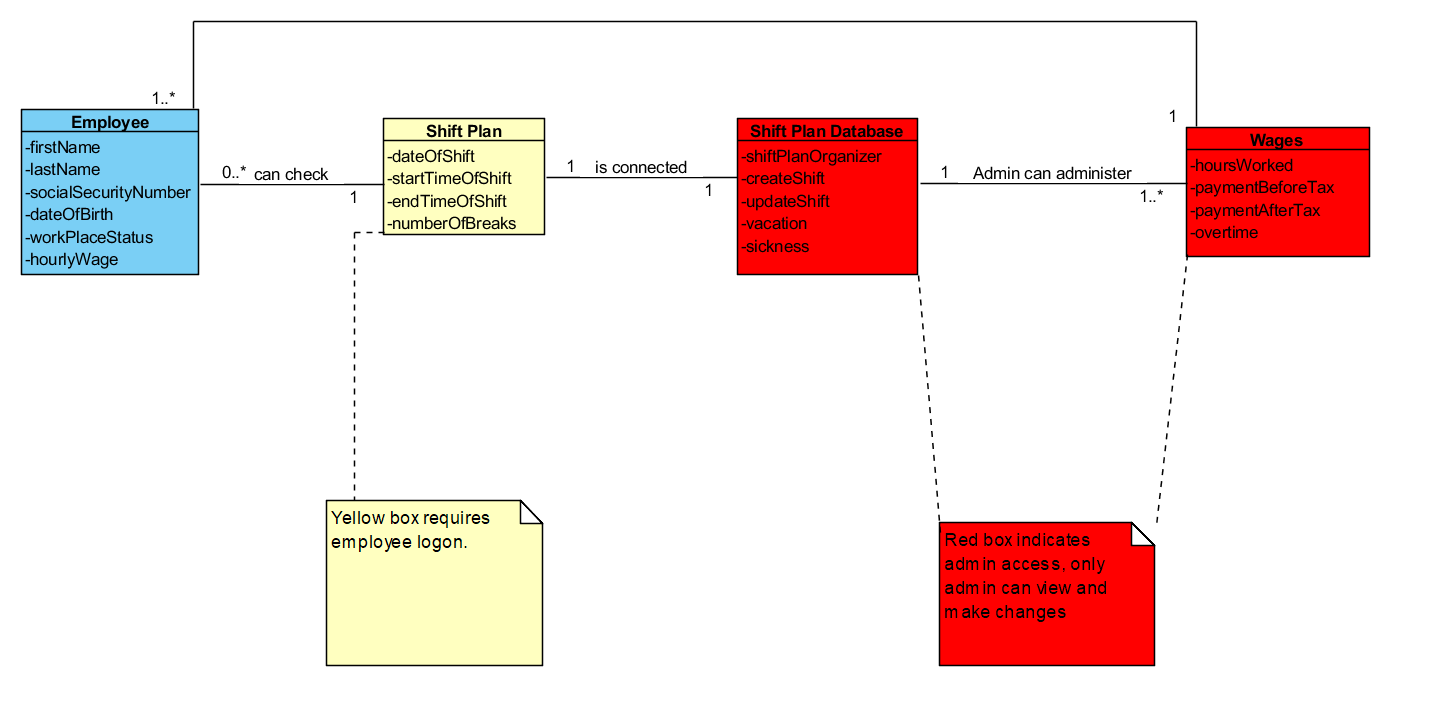 1..*
1
Employee
-firstName
-lastName
-socialSecurityNumber
-dateOfBirth
-workPlaceStatus
-hourlyWage
0..* can check
1
Shift Plan
-dateOfShift
-startTimeOfShift
-endTimeOfShift
-numberOfBreaks
1 is connected
1
Shift Plan Database
-shiftPlanOrganizer
-createShift
-updateShift
-vacation
-sickness
1 Admin can administer
1..*
Wages
-hoursWorked
-paymentBeforeTax
-paymentAfterTax
-overtime
Yellow box requires
employee logon.
Red box indicates
admin access, only
admin can view and
make changes